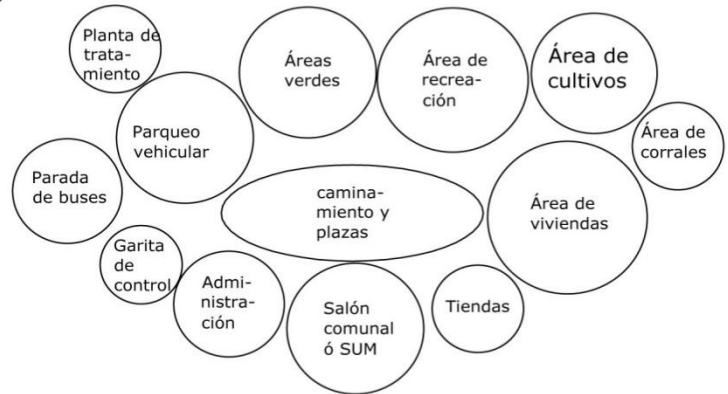 Planta de
trata-
miento
Áreas
verdes
Área de
recrea-
ción
Área de
cultivos
Parqueo
vehicular
Área de
corrales
Parada
de buses
camina-
miento y
plazas
Área de
viviendas
Garita
de
control
Admi-
nistra-
ción
Salón
comunal
ó SUM
Tiendas